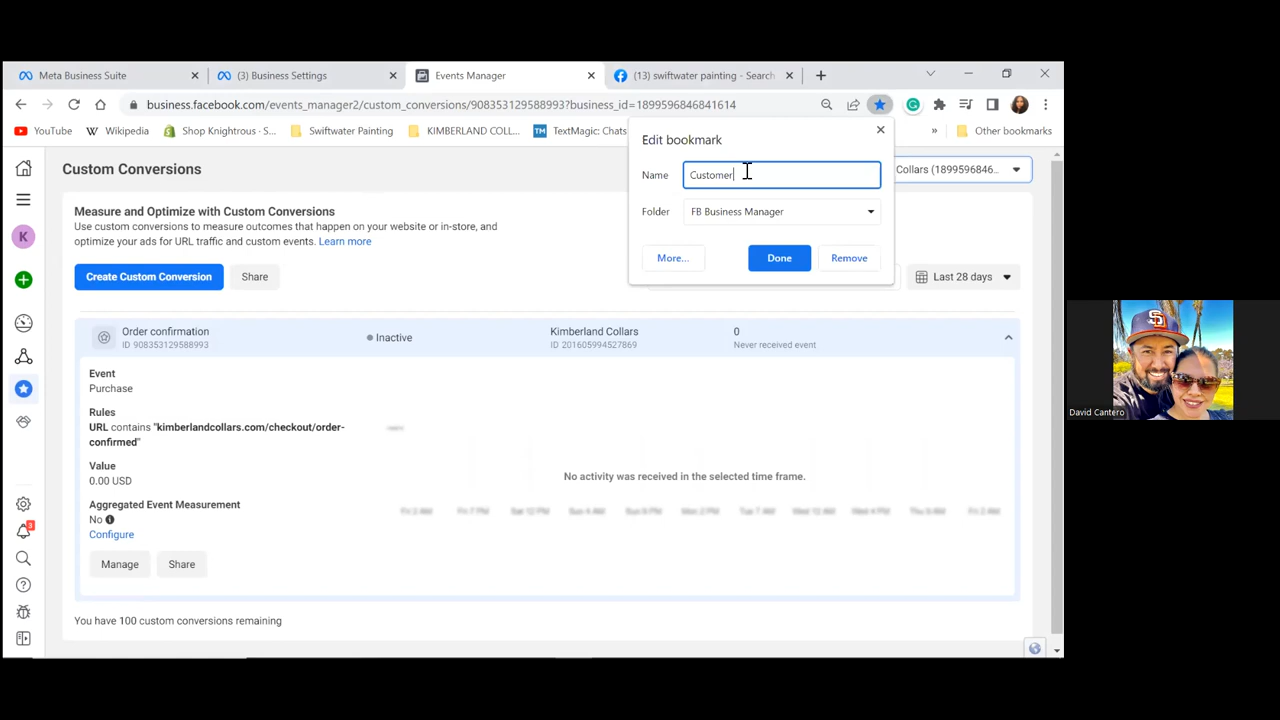 Meta Business Suite
(3) Business Settings
Events Manager
(13) swiftwater painting - Search
business.facebook.com/events_manager2/custom_conversions/908353129588993?business_id=1899596846841614
YouTube
Wikipedia
Shop Knightrous - S...
Swiftwater Painting
KIMBERLAND COLL...
TM
TextMagic: Chats
»
Other bookmarks
Edit bookmark
Name
Customer
Folder
FB Business Manager
More...
Done
Remove
Custom Conversions
Collars (1899596846...
K
3
Measure and Optimize with Custom Conversions
Use custom conversions to measure outcomes that happen on your website or in-store, and
optimize your ads for URL traffic and custom events. Learn more
Create Custom Conversion
Share
Last 28 days
Order confirmation
ID 908353129588993
Inactive
Kimberland Collars
ID 201605994527869
0
Never received event
Event
Purchase
Rules
URL contains "kimberlandcollars.com/checkout/order-
confirmed"
Value
0.00 USD
No activity was received in the selected time frame.
Aggregated Event Measurement
No
Configure
Manage
Share
You have 100 custom conversions remaining
David Cantero